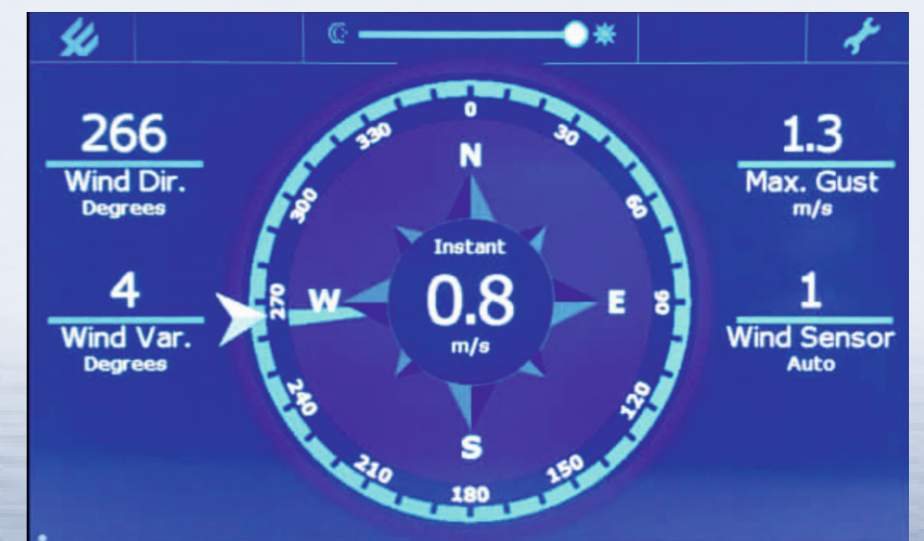 266
Wind Dir.
Degrees
4
Wind Var.
Degrees
0
30
60
90
120
150
180
210
240
270
300
330
N
E
S
W
Instant
0.8
m/s
1.3
Max. Gust
m/s
1
Wind Sensor
Auto